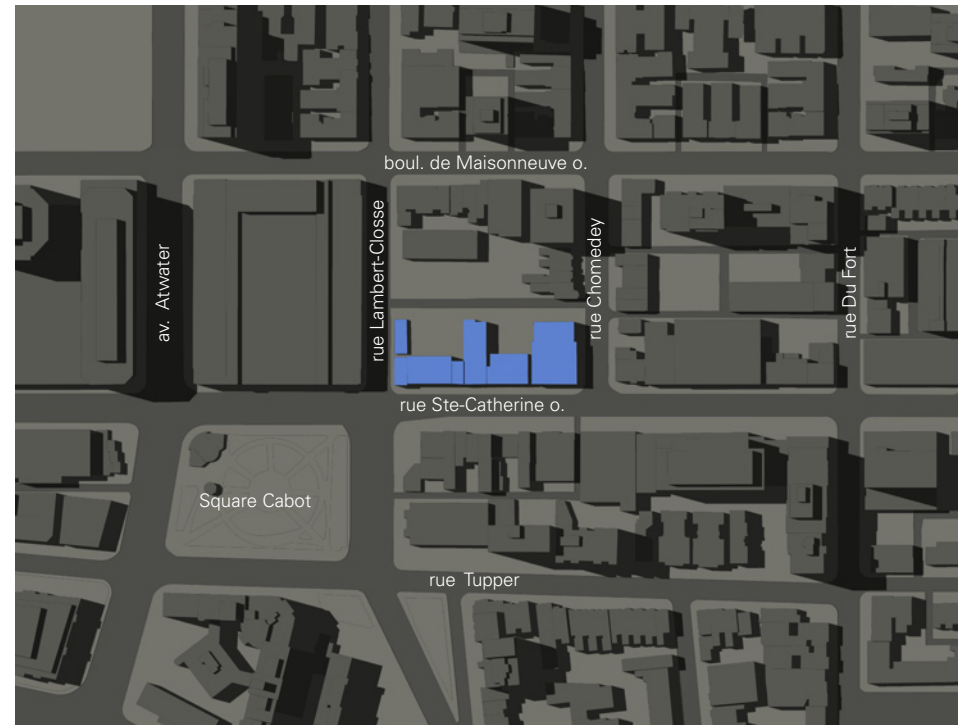 boul. de Maisonneuve o.
av. Atwater
rue Lambert-Closse
rue Chomedey
rue Du Fort
rue Ste-Catherine o.
Square Cabot
rue Tupper